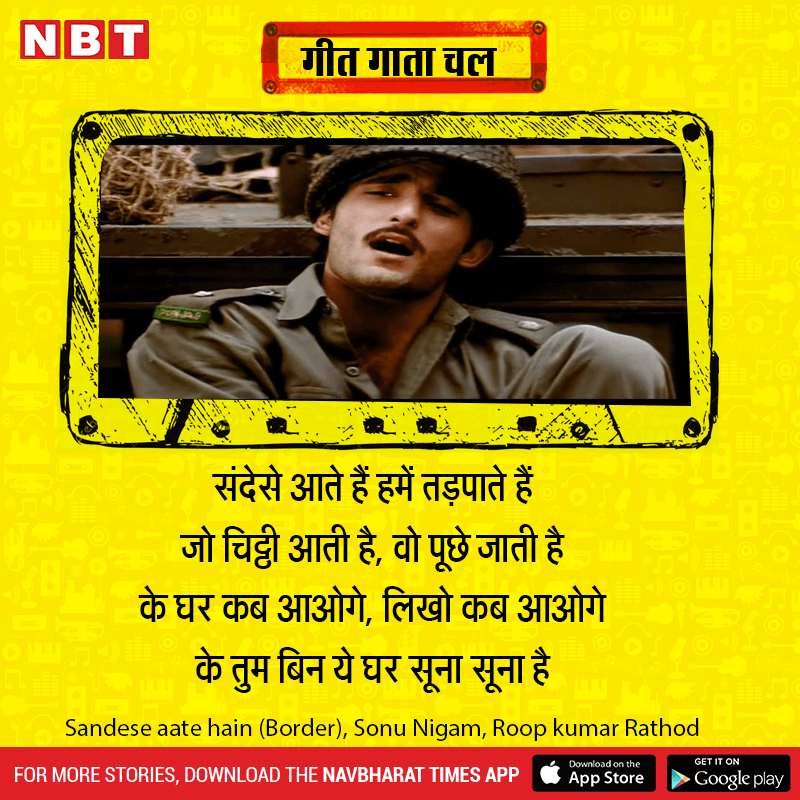 NBT
गीत गाता चल
संदेसे आते हैं हमें तड़पाते हैं
जो चिट्ठी आती है, वो पूछे जाती है
के घर कब आओगे, लिखो कब आओगे
के तुम बिन ये घर सूना सूना है
Sandese aate hain (Border), Sonu Nigam, Roop kumar Rathod
FOR MORE STORIES, DOWNLOAD THE NAVBHARAT TIMES APP
Download on the
App Store
GET IT ON
Google play